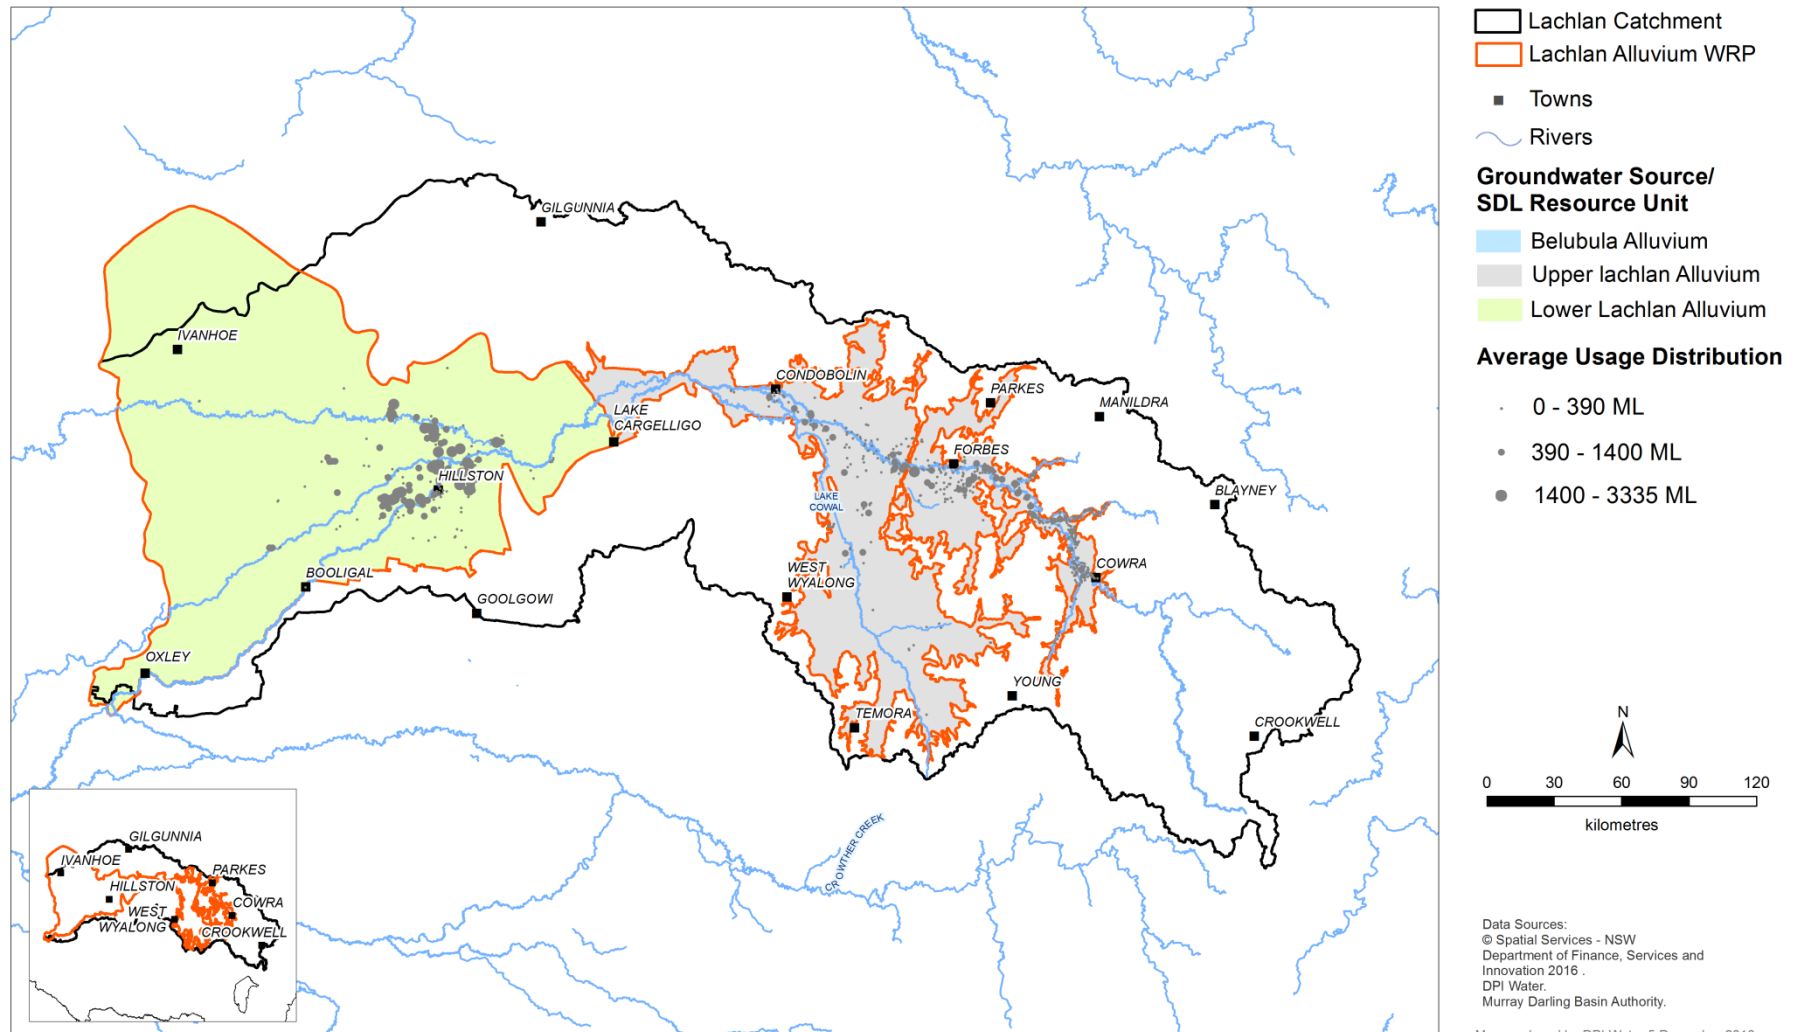 GILGUNNIA
IVANHOE
CONDOBOLIN
PARKES
MANILDRA
LAKE
CARGELLIGO
FORBES
HILLSTON
BLAYNEY
LAKE
COWAL
COWRA
WEST
WYALONG
BOOLIGAL
GOOLGOWI
OXLEY
YOUNG
TEMORA
CROOKWELL
CROWTHER CREEK
GILGUNNIA
IVANHOE
PARKES
HILLSTON
COWRA
WEST
WYALONG
CROOKWELL
Lachlan Catchment
Lachlan Alluvium WRP
Towns
Rivers
Groundwater Source/
SDL Resource Unit
Belubula Alluvium
Upper lachlan Alluvium
Lower Lachlan Alluvium
Average Usage Distribution
0 - 390 ML
390 - 1400 ML
1400 - 3335 ML
N
0 30 60 90 120
kilometres
Data Sources:
© Spatial Services - NSW
Department of Finance, Services and
Innovation 2016 .
DPI Water.
Murray Darling Basin Authority.